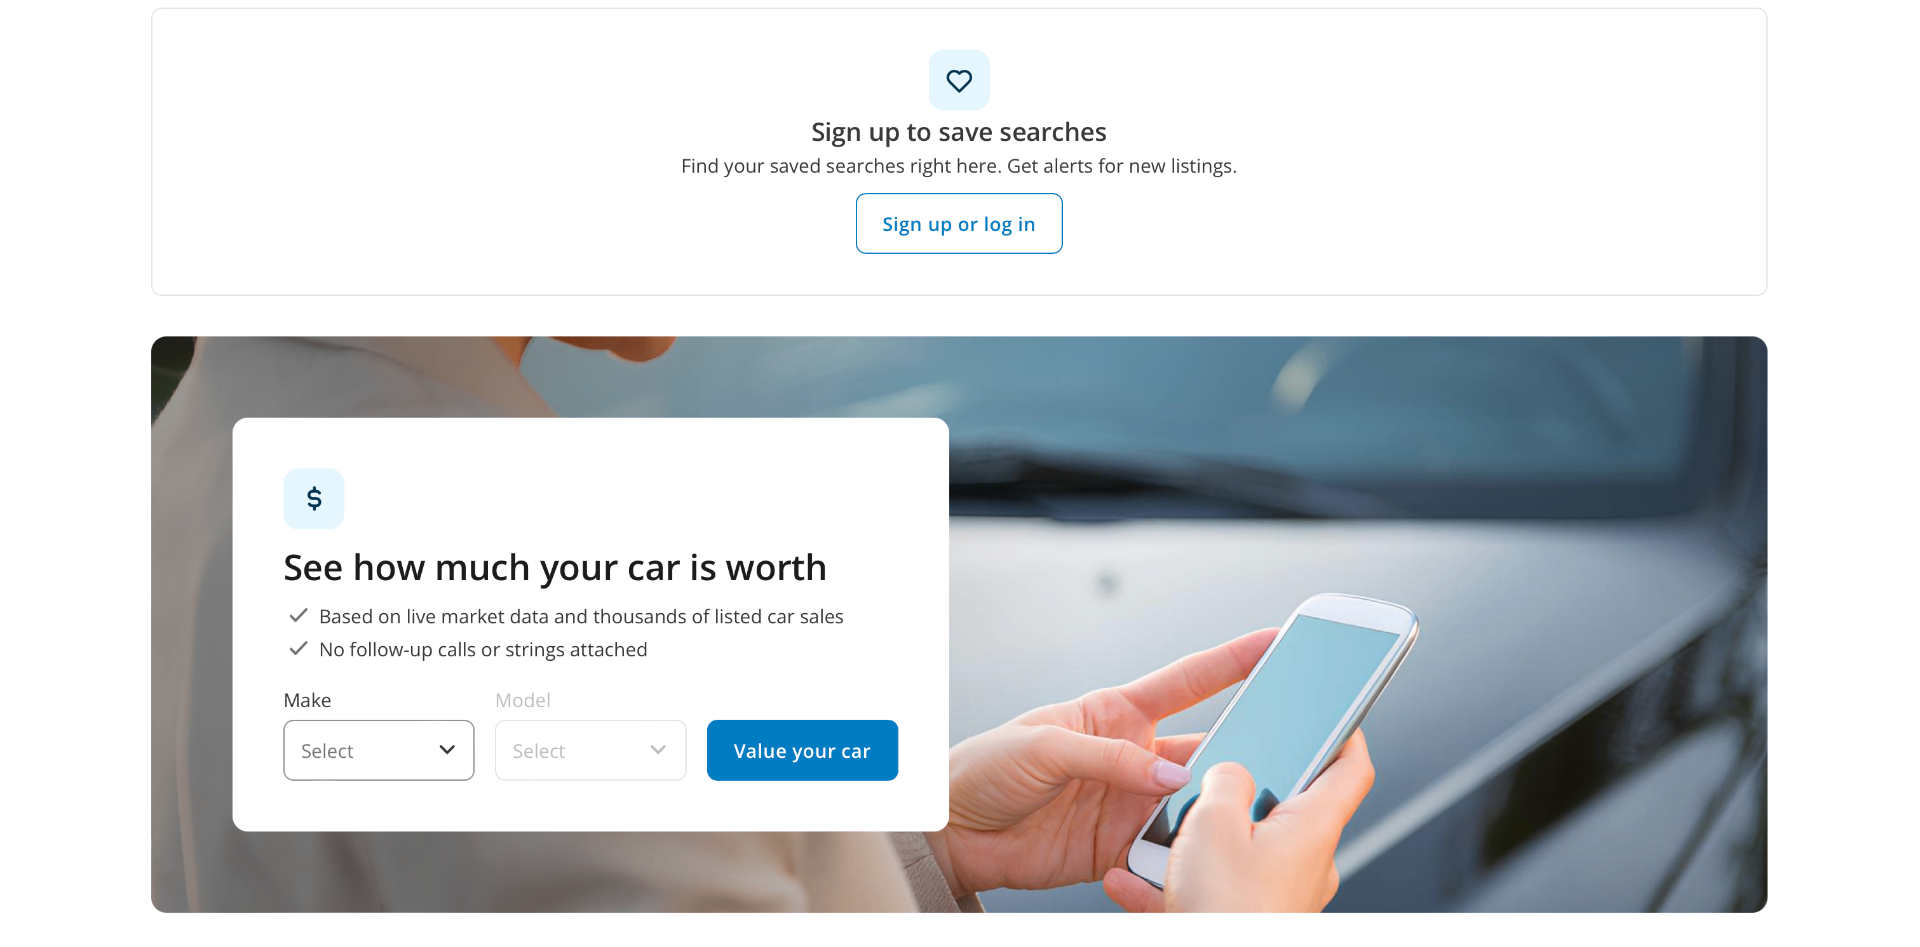 Sign up to save searches
Find your saved searches right here. Get alerts for new listings.
Sign up or log in
$
See how much your car is worth
Based on live market data and thousands of listed car sales
No follow-up calls or strings attached
Make Model
Select Select Value your car